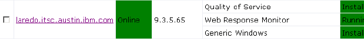 Quality of Service Instal
laredo.itsc.austin.ibm.com Online 9.3.5.65 Web Response Monitor Runni
Generic Windows Instal